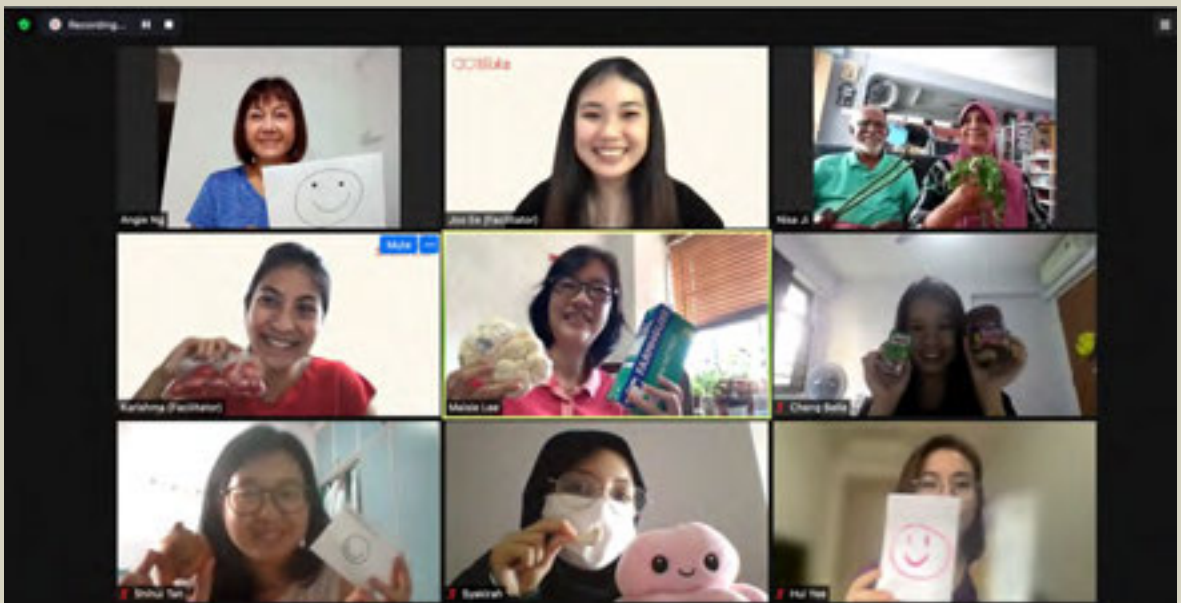 Recording...
Angie Ng
Joo Ee (Facilitator)
Nisa Ji
Mute
Karishma (Facilitator)
Maisie Lee
Cheng Bella
Shihui Tan
Syakirah
Hui Yee